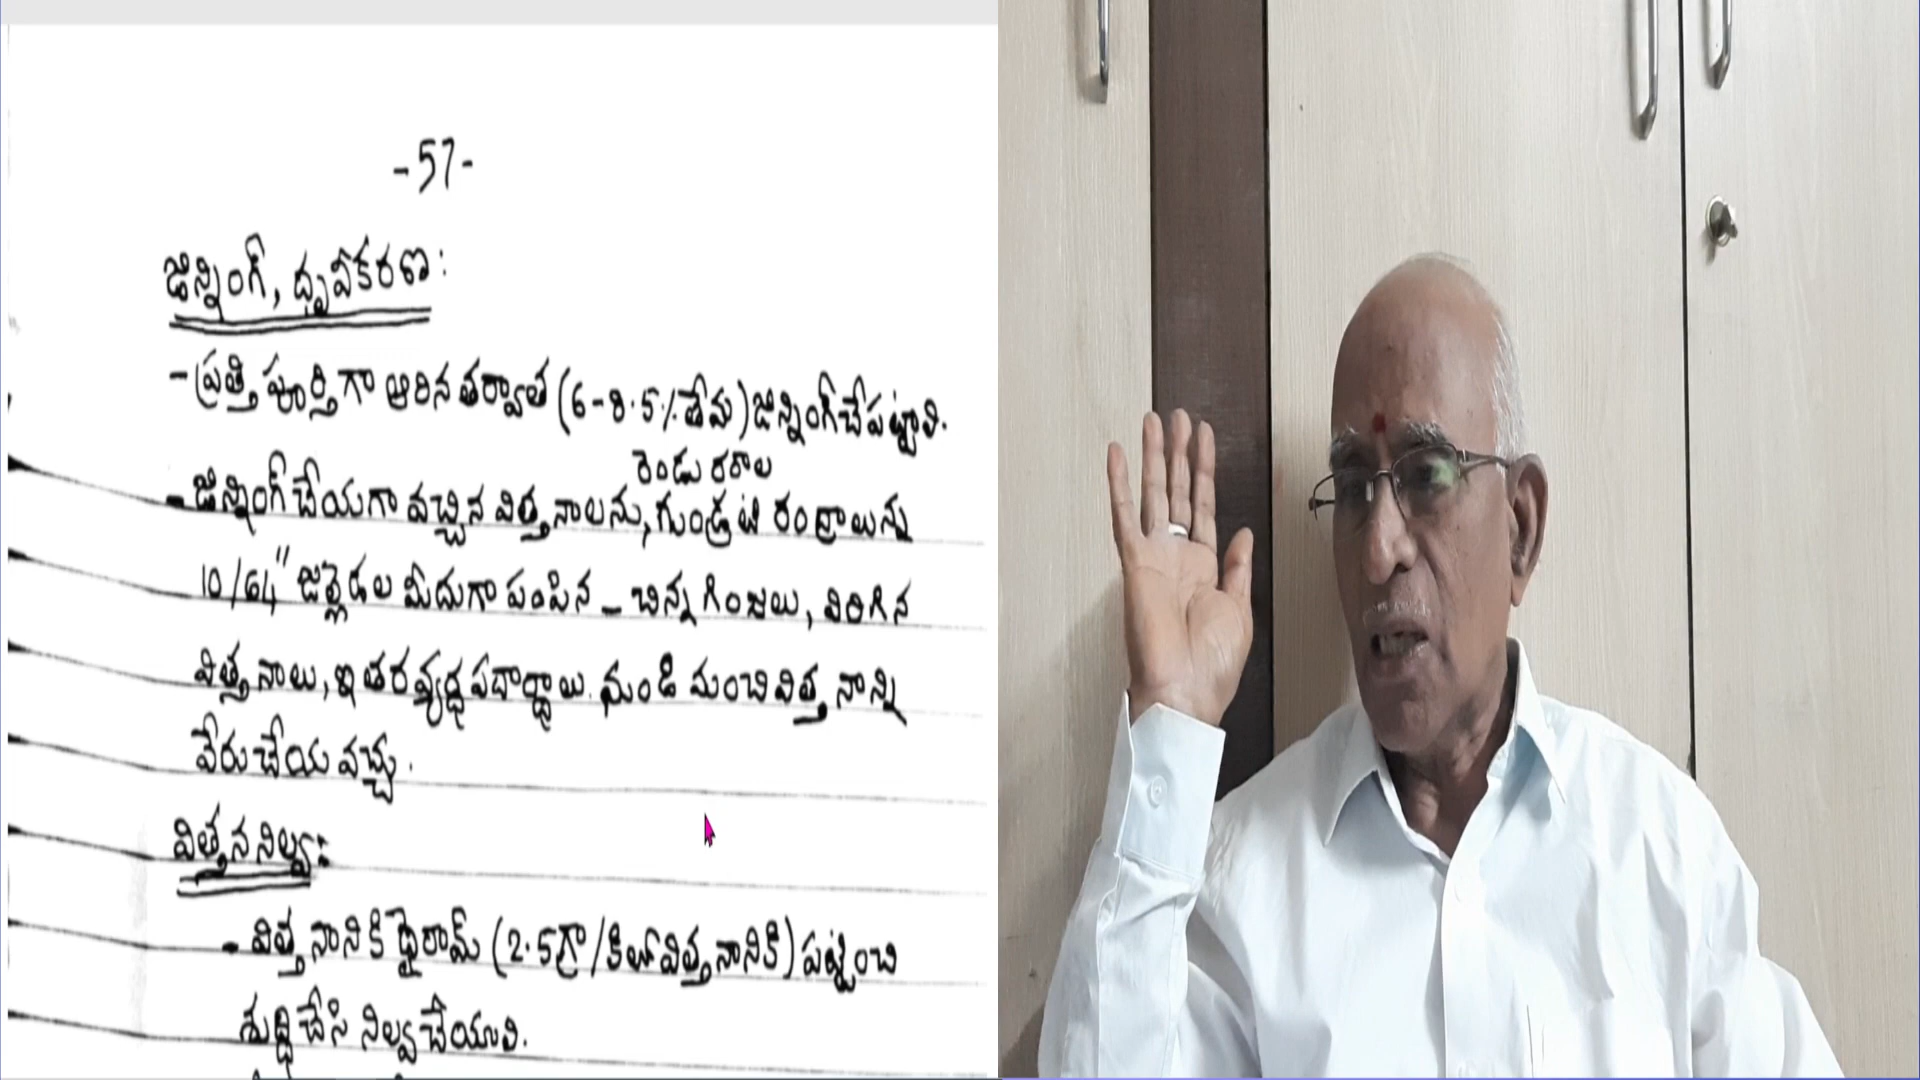 -57-
జిన్నింగ్, ధృవీకరణ:
- ప్రత్తి పూర్తిగా ఆరిన తర్వాత (6-8.5% తేమ) జిన్నింగ్ చేపట్టాలి.
రెండు రకాల
- జిన్నింగ్ చేయగా వచ్చిన విత్తనాలను, గుండ్రటి రంద్రాలున్న
10/64" జల్లెడల మీదుగా పంపిన - చిన్న గింజలు, విరిగిన
విత్తనాలు, ఇతర వ్యర్ధ పదార్ధాలు నుండి మంచి విత్తనాన్ని
వేరు చేయ వచ్చు.
విత్తన నిల్వ:
- విత్తనానికి థైరామ్ (2.5గ్రా/కిలో విత్తనానికి) పట్టించి
శుద్ధి చేసి నిల్వ చేయాలి.